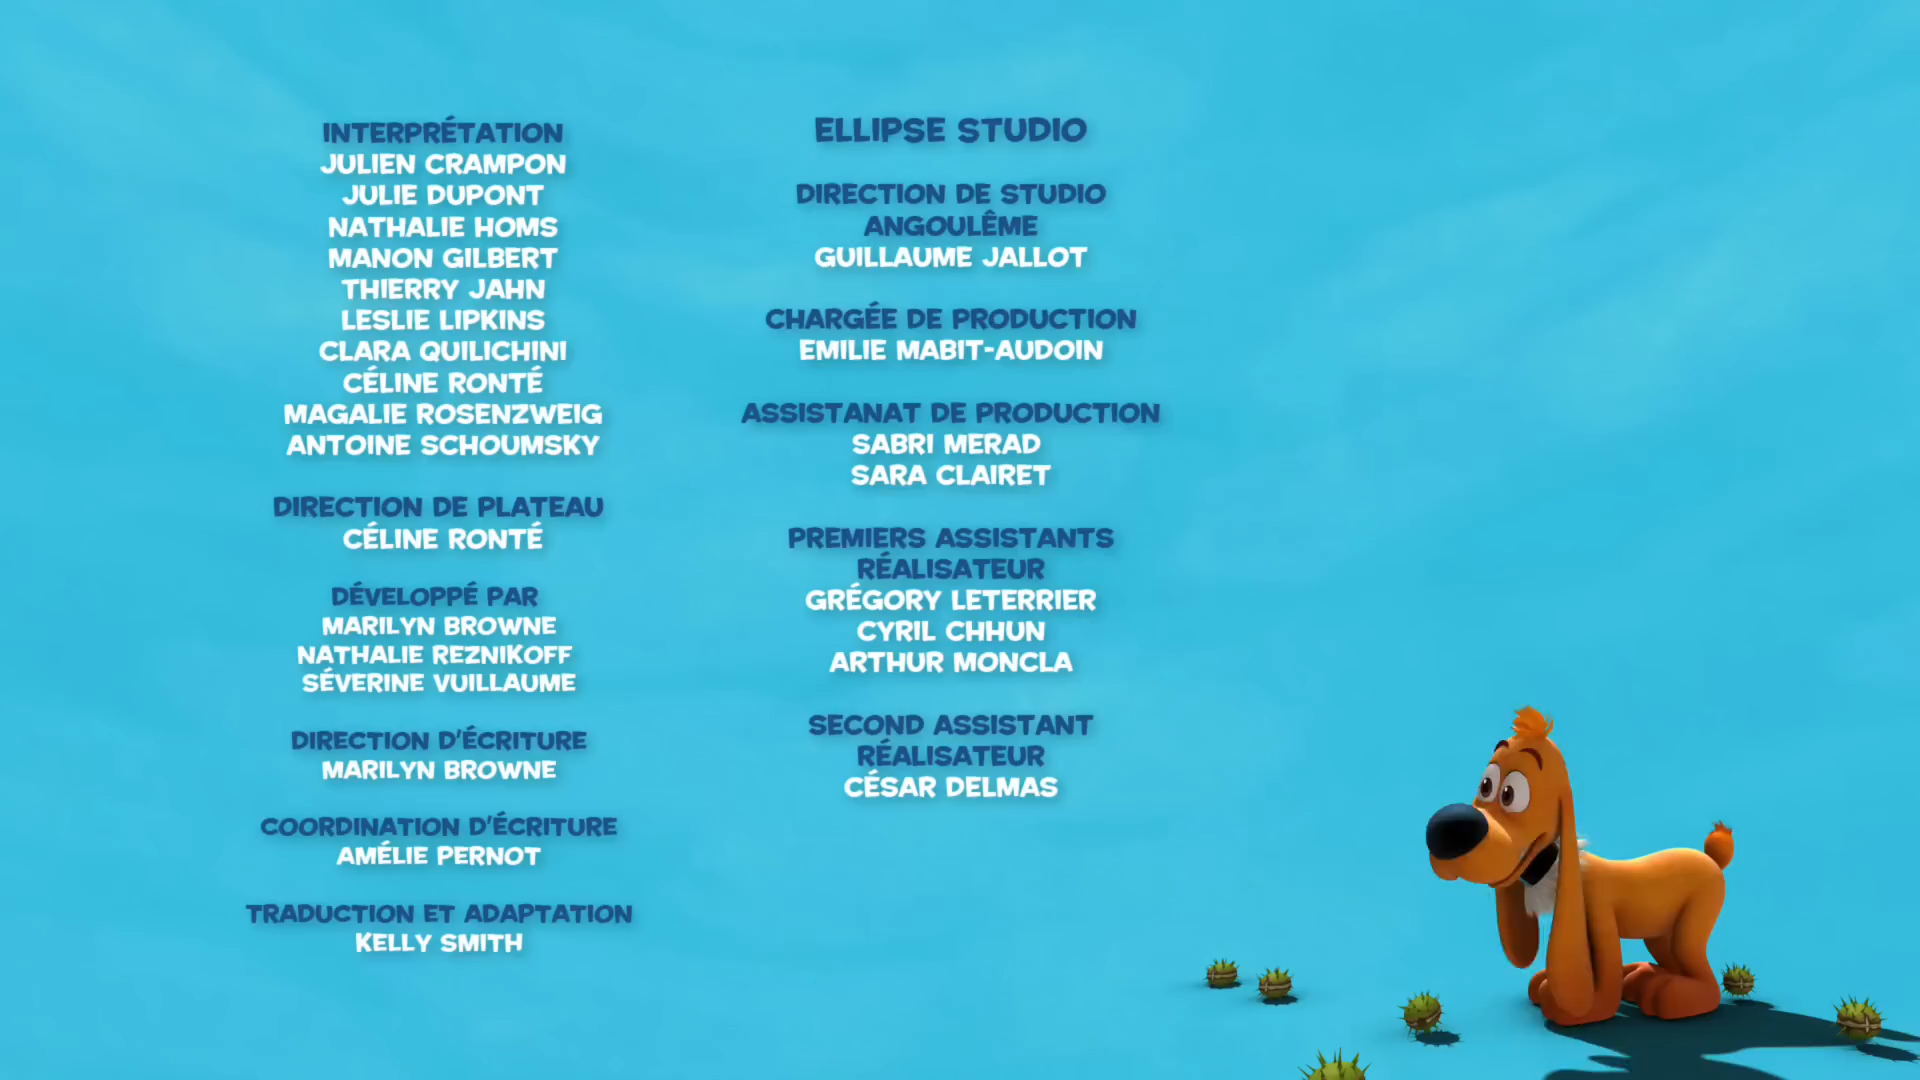 INTERPRÉTATION
JULIEN CRAMPON
JULIE DUPONT
NATHALIE HOMS
MANON GILBERT
THIERRY JAHN
LESLIE LIPKINS
CLARA QUILICHINI
CÉLINE RONTÉ
MAGALIE ROSENZWEIG
ANTOINE SCHOUMSKY
DIRECTION DE PLATEAU
CÉLINE RONTÉ
DÉVELOPPÉ PAR
MARILYN BROWNE
NATHALIE REZNIKOFF
SÉVERINE VUILLAUME
DIRECTION D'ÉCRITURE
MARILYN BROWNE
COORDINATION D'ÉCRITURE
AMÉLIE PERNOT
TRADUCTION ET ADAPTATION
KELLY SMITH
ELLIPSE STUDIO
DIRECTION DE STUDIO
ANGOULÊME
GUILLAUME JALLOT
CHARGÉE DE PRODUCTION
EMILIE MABIT-AUDOIN
ASSISTANAT DE PRODUCTION
SABRI MERAD
SARA CLAIRET
PREMIERS ASSISTANTS
RÉALISATEUR
GRÉGORY LETERRIER
CYRIL CHHUN
ARTHUR MONCLA
SECOND ASSISTANT
RÉALISATEUR
CÉSAR DELMAS